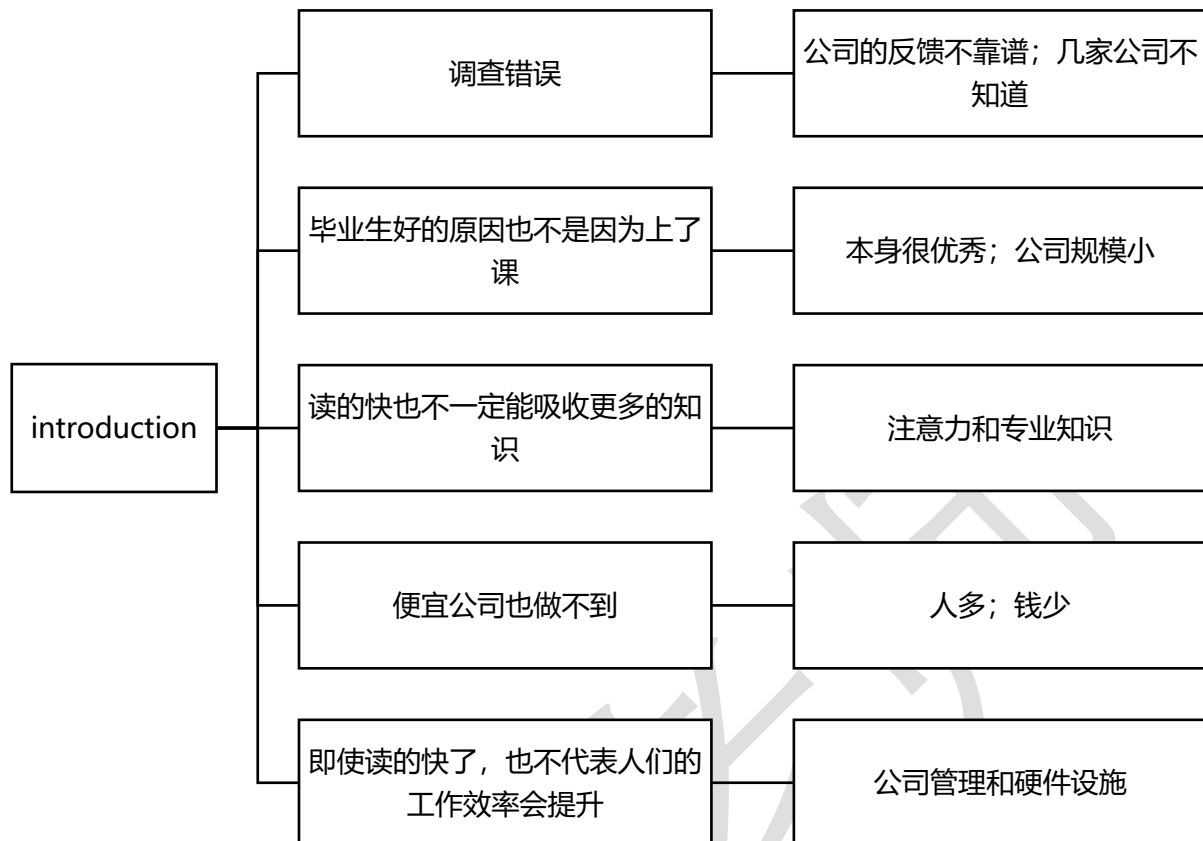 调查错误
公司的反馈不靠谱；几家公司不
知道
毕业生好的原因也不是因为上了
课
本身很优秀；公司规模小
introduction
读的快也不一定能吸收更多的知
识
注意力和专业知识
便宜公司也做不到
人多；钱少
即使读的快了，也不代表人们的
工作效率会提升
公司管理和硬件设施